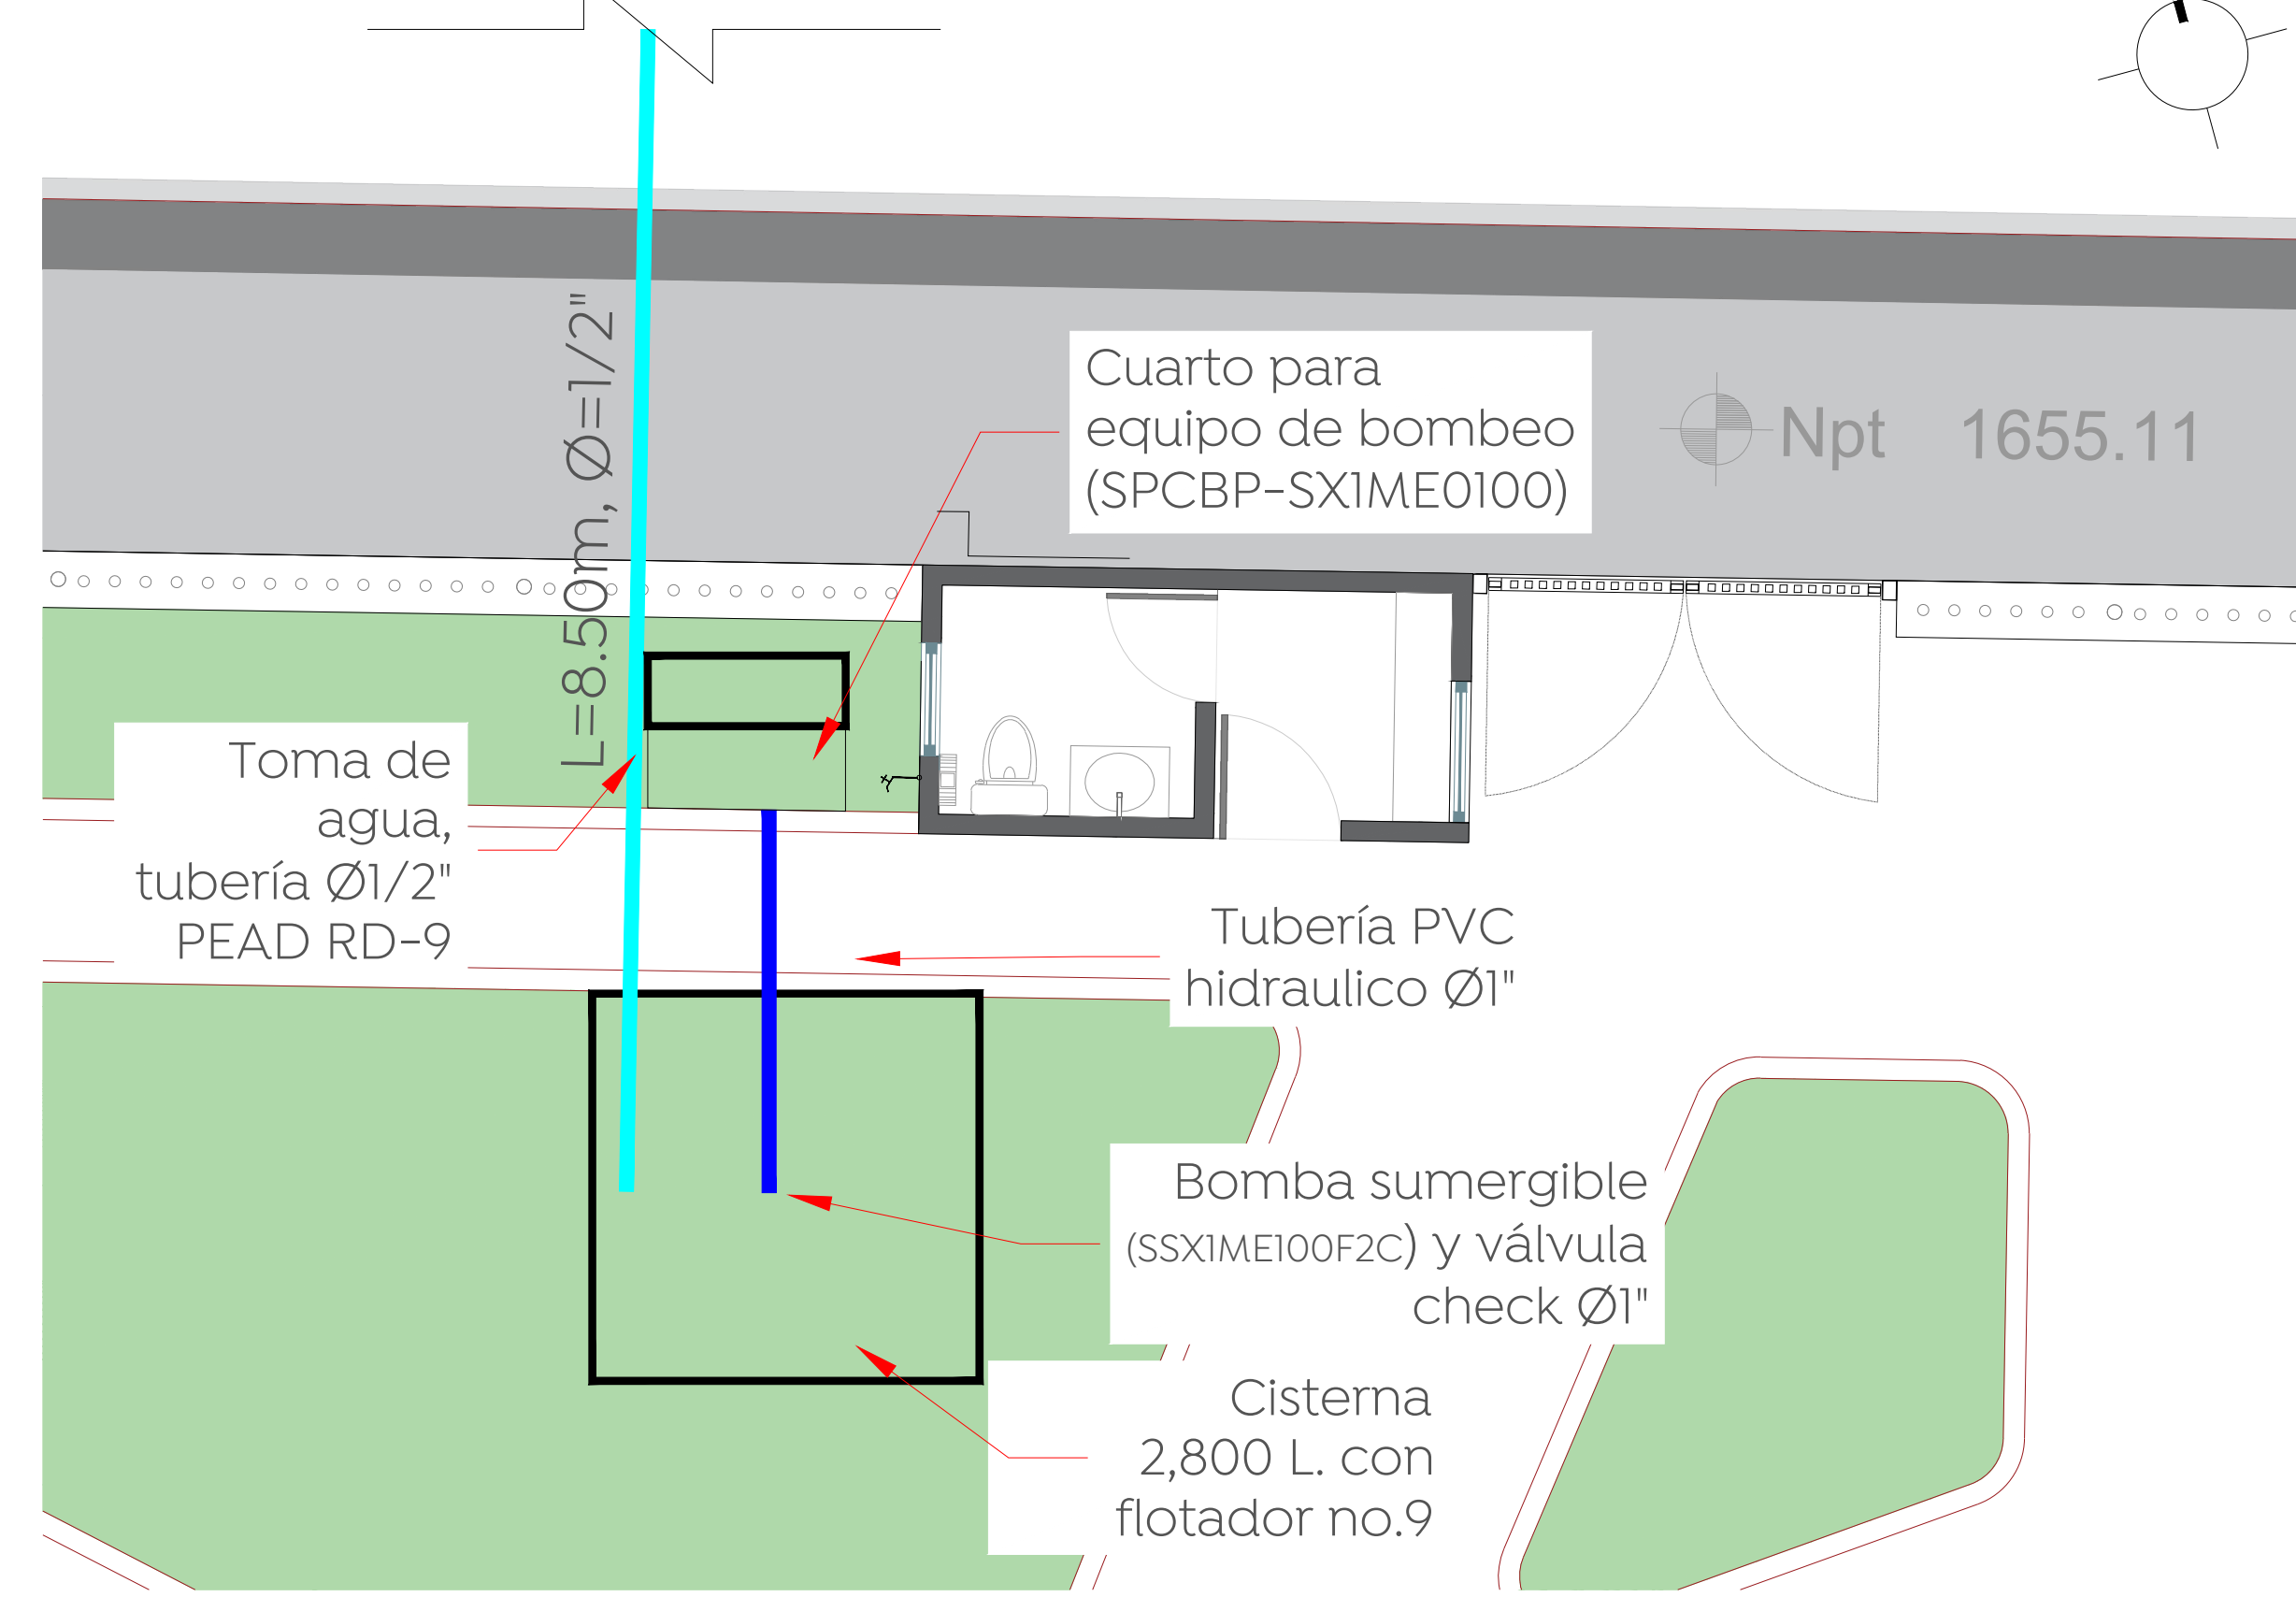 L=8.50m, Ø=1/2"
Cuarto para
equipo de bombeo
(SPCBP-SX1ME0100)
Npt 1655.11
Toma de
agua,
tubería Ø1/2"
PEAD RD-9
Tubería PVC
hidraulico Ø1"
Bomba sumergible
(SSX1ME100F2C) y válvula
check Ø1"
Cisterna
2,800 L. con
flotador no.9